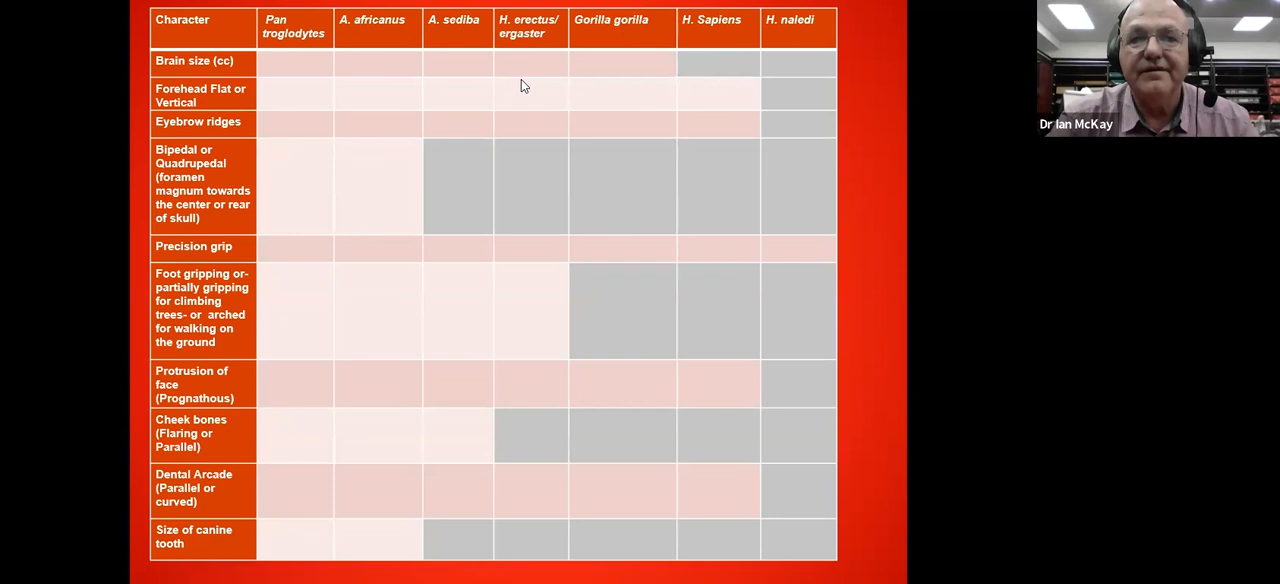 Character
Pan
troglodytes
A. africanus
A. sediba
H. erectus/
ergaster
Gorilla gorilla
H. Sapiens
H. naledi
Brain size (cc)
Forehead Flat or
Vertical
Eyebrow ridges
Bipedal or
Quadrupedal
(foramen
magnum towards
the center or rear
of skull)
Precision grip
Foot gripping or-
partially gripping
for climbing
trees- or arched
for walking on
the ground
Protrusion of
face
(Prognathous)
Cheek bones
(Flaring or
Parallel)
Dental Arcade
(Parallel or
curved)
Size of canine
tooth
Dr Ian McKay